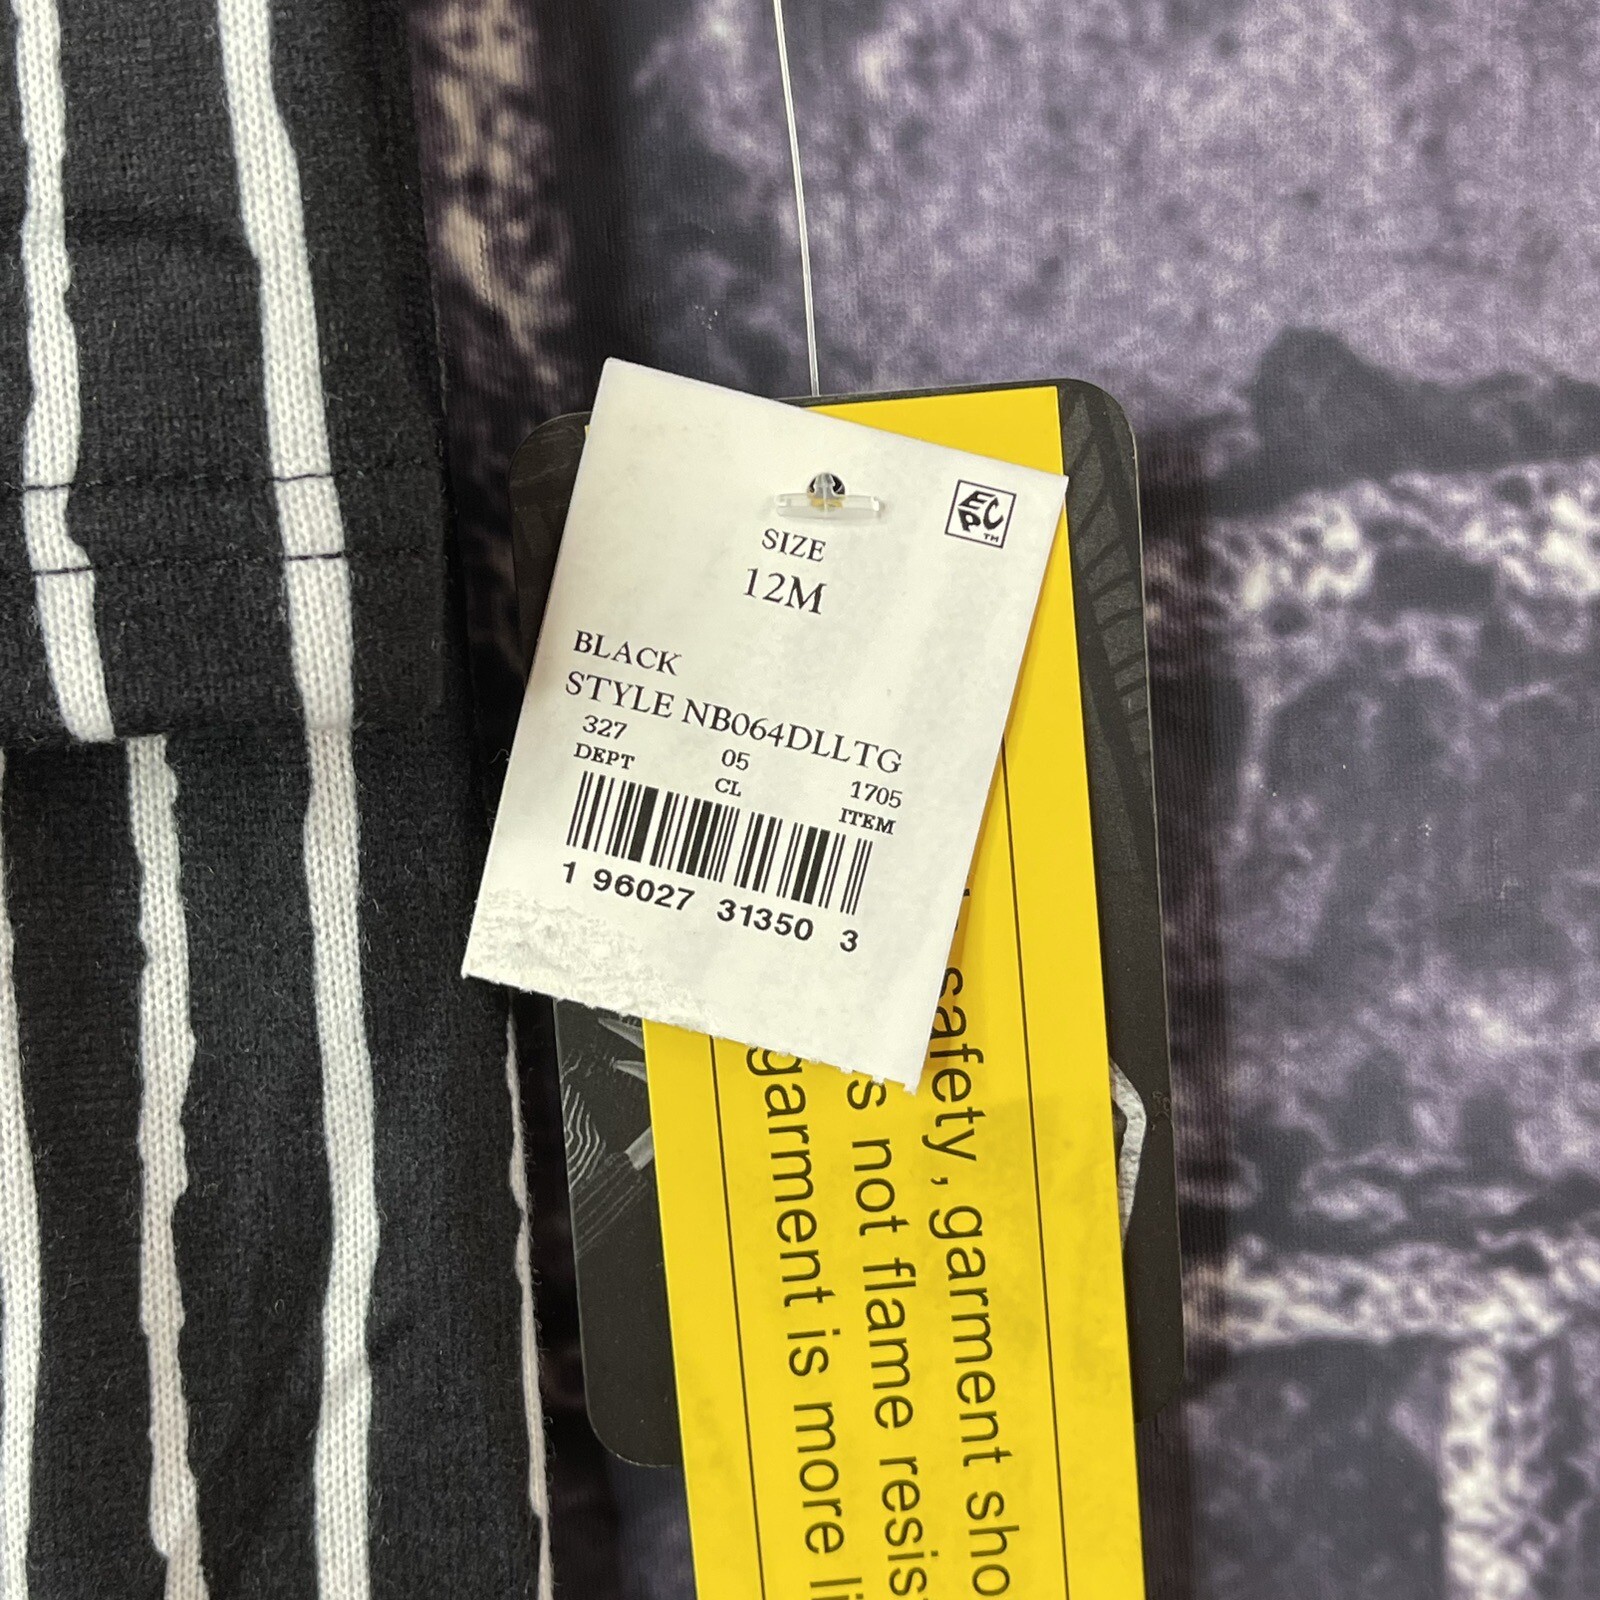 ECP™
SIZE
12M
BLACK
STYLE NB064DLLTG
327 05 1705
DEPT CL ITEM
1 96027 31350 3
safety, garment sho
s not flame resis
garment is more li